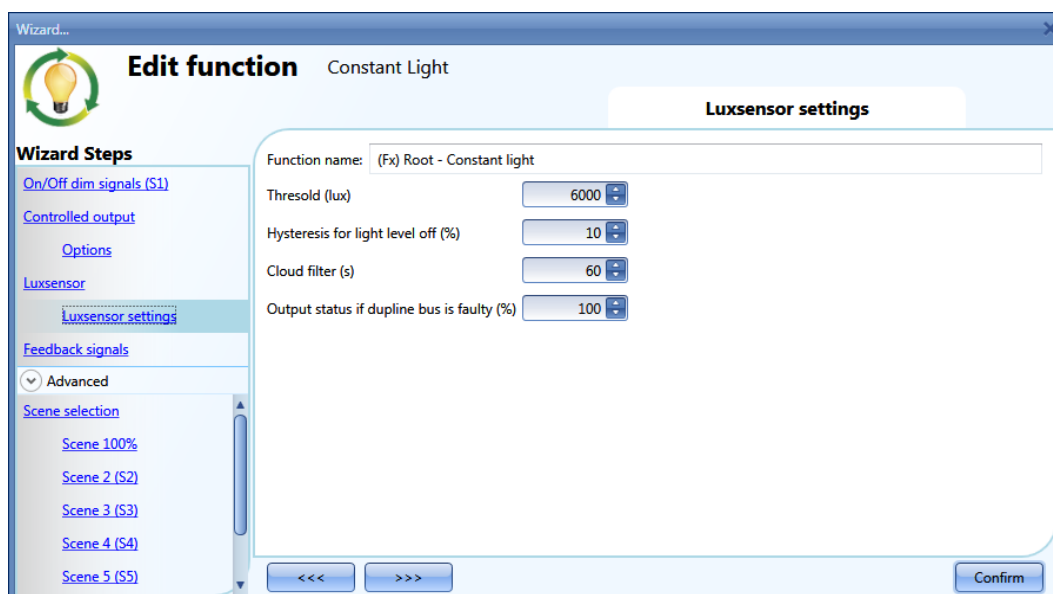 Wizard...
Edit function Constant Light
Luxsensor settings
Wizard Steps
On/Off dim signals (S1)
Controlled output
Options
Luxsensor
Luxsensor settings
Feedback signals
Advanced
Scene selection
Scene 100%
Scene 2 (S2)
Scene 3 (S3)
Scene 4 (S4)
Scene 5 (S5)
Function name: (Fx) Root - Constant light
Thresold (lux) 6000
Hysteresis for light level off (%) 10
Cloud filter (s) 60
Output status if dupline bus is faulty (%) 100
<<< >>> Confirm